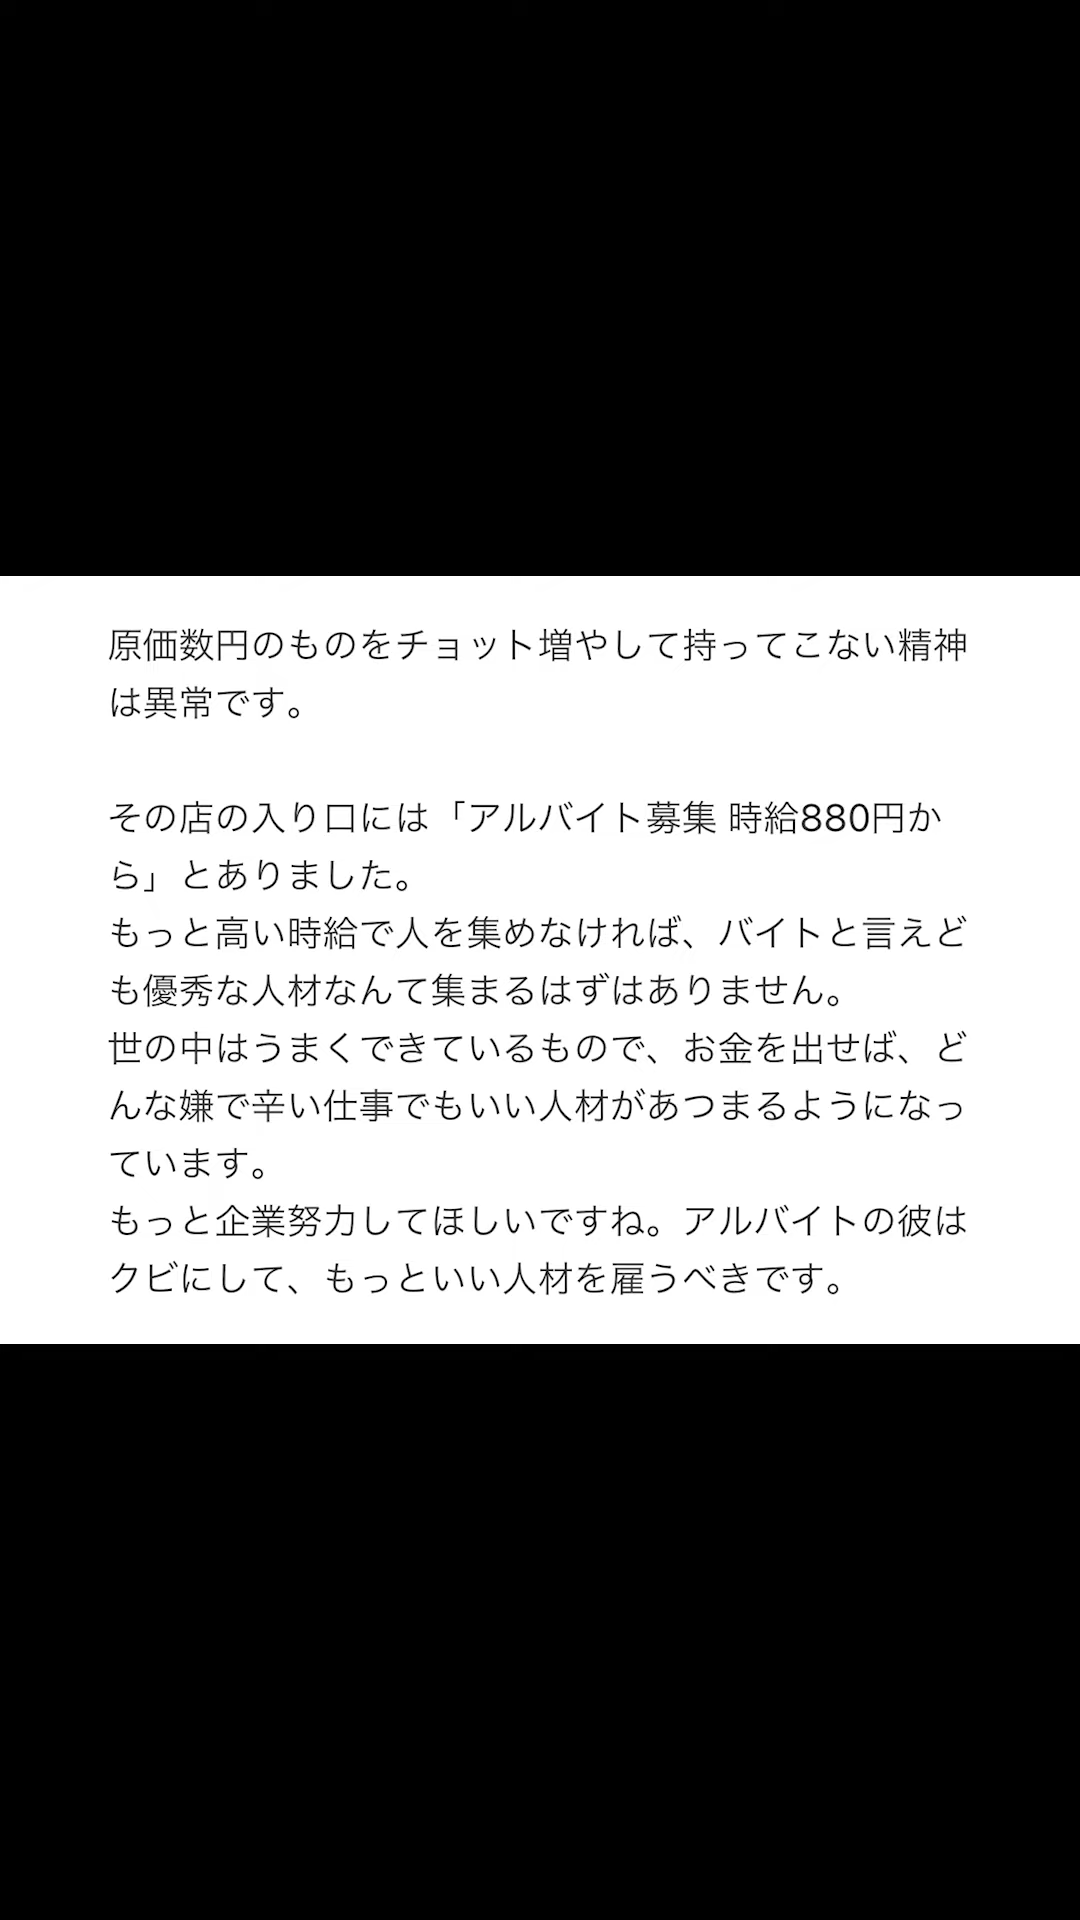 原価数円のものをチョット増やして持ってこない精神
は異常です。
その店の入り口には「アルバイト募集 時給880円か
ら」とありました。
もっと高い時給で人を集めなければ、バイトと言えど
も優秀な人材なんて集まるはずはありません。
世の中はうまくできているもので、お金を出せば、ど
んな嫌で辛い仕事でもいい人材があつまるようになっ
ています。
もっと企業努力してほしいですね。アルバイトの彼は
クビにして、もっといい人材を雇うべきです。